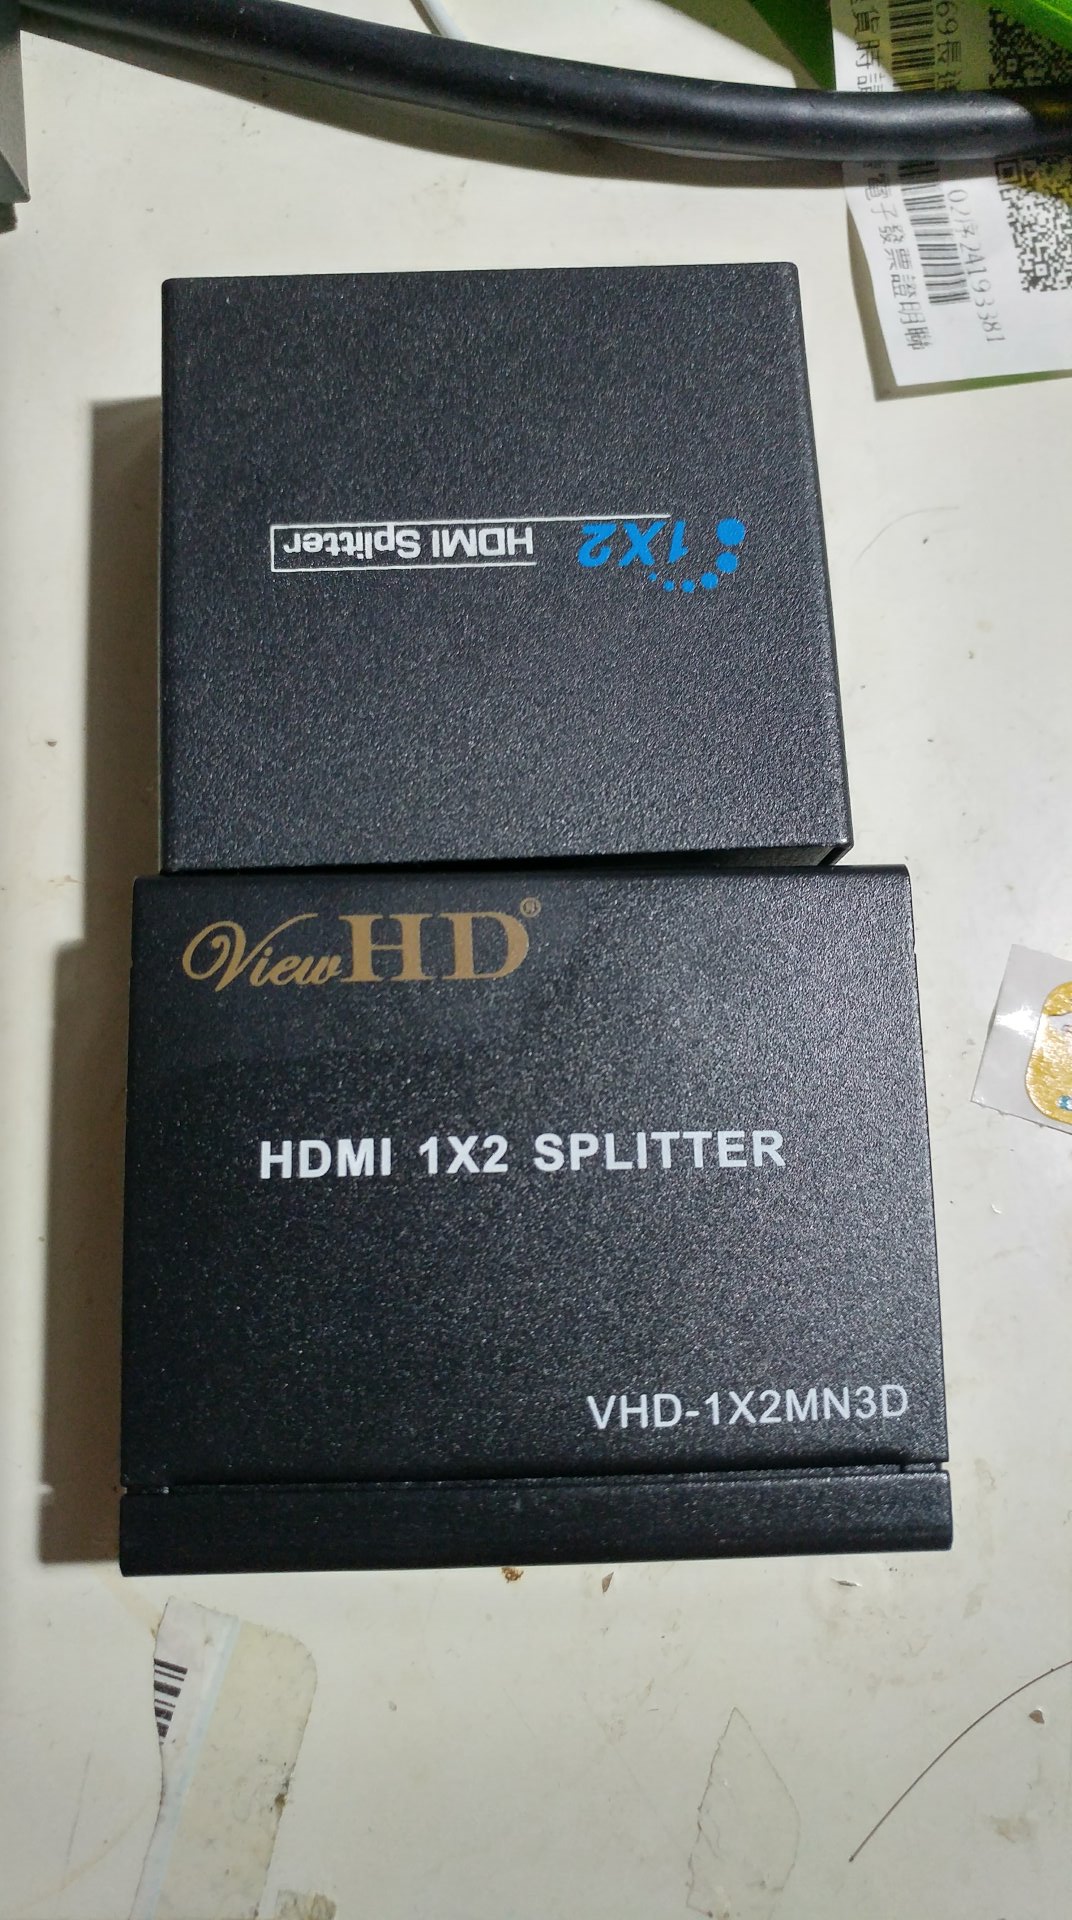 1X2 HDMI Splitter
ViewHD®
HDMI 1X2 SPLITTER
VHD-1X2MN3D
電子發票證明聯